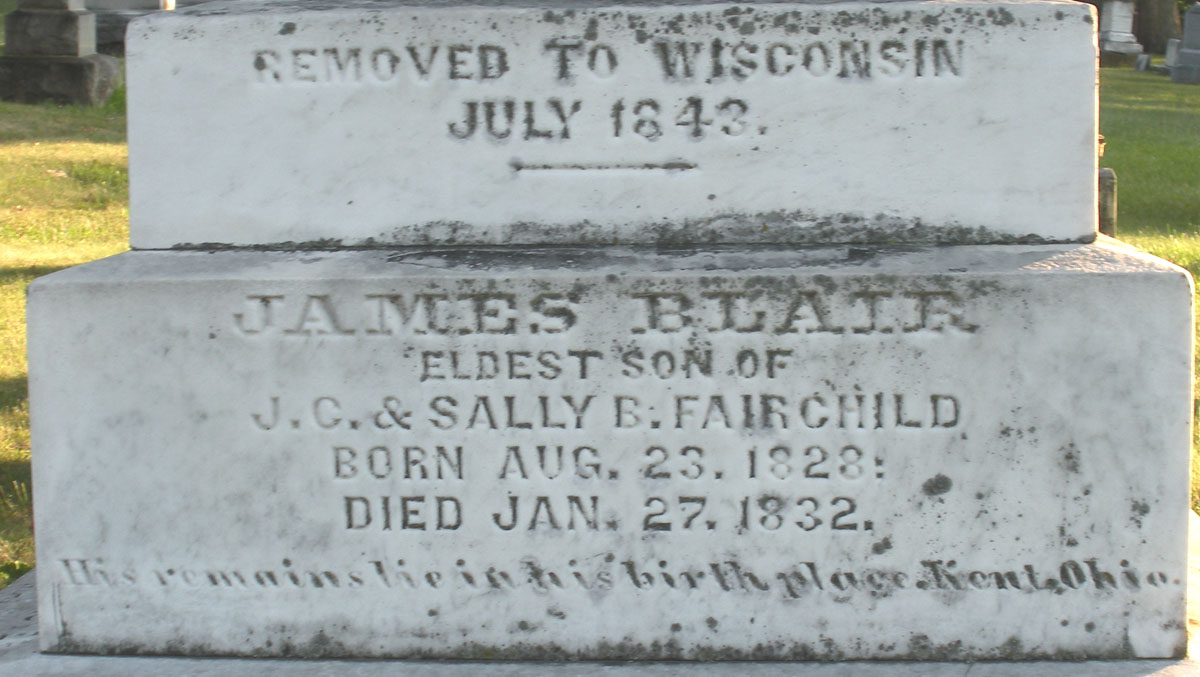 REMOVED TO WISCONSIN
JULY 1843.
JAMES BLAIR
ELDEST SON OF
J. C. & SALLY B. FAIRCHILD
BORN AUG. 23. 1828:
DIED JAN. 27. 1832.
His remains lie in his birth place. Kent, Ohio.